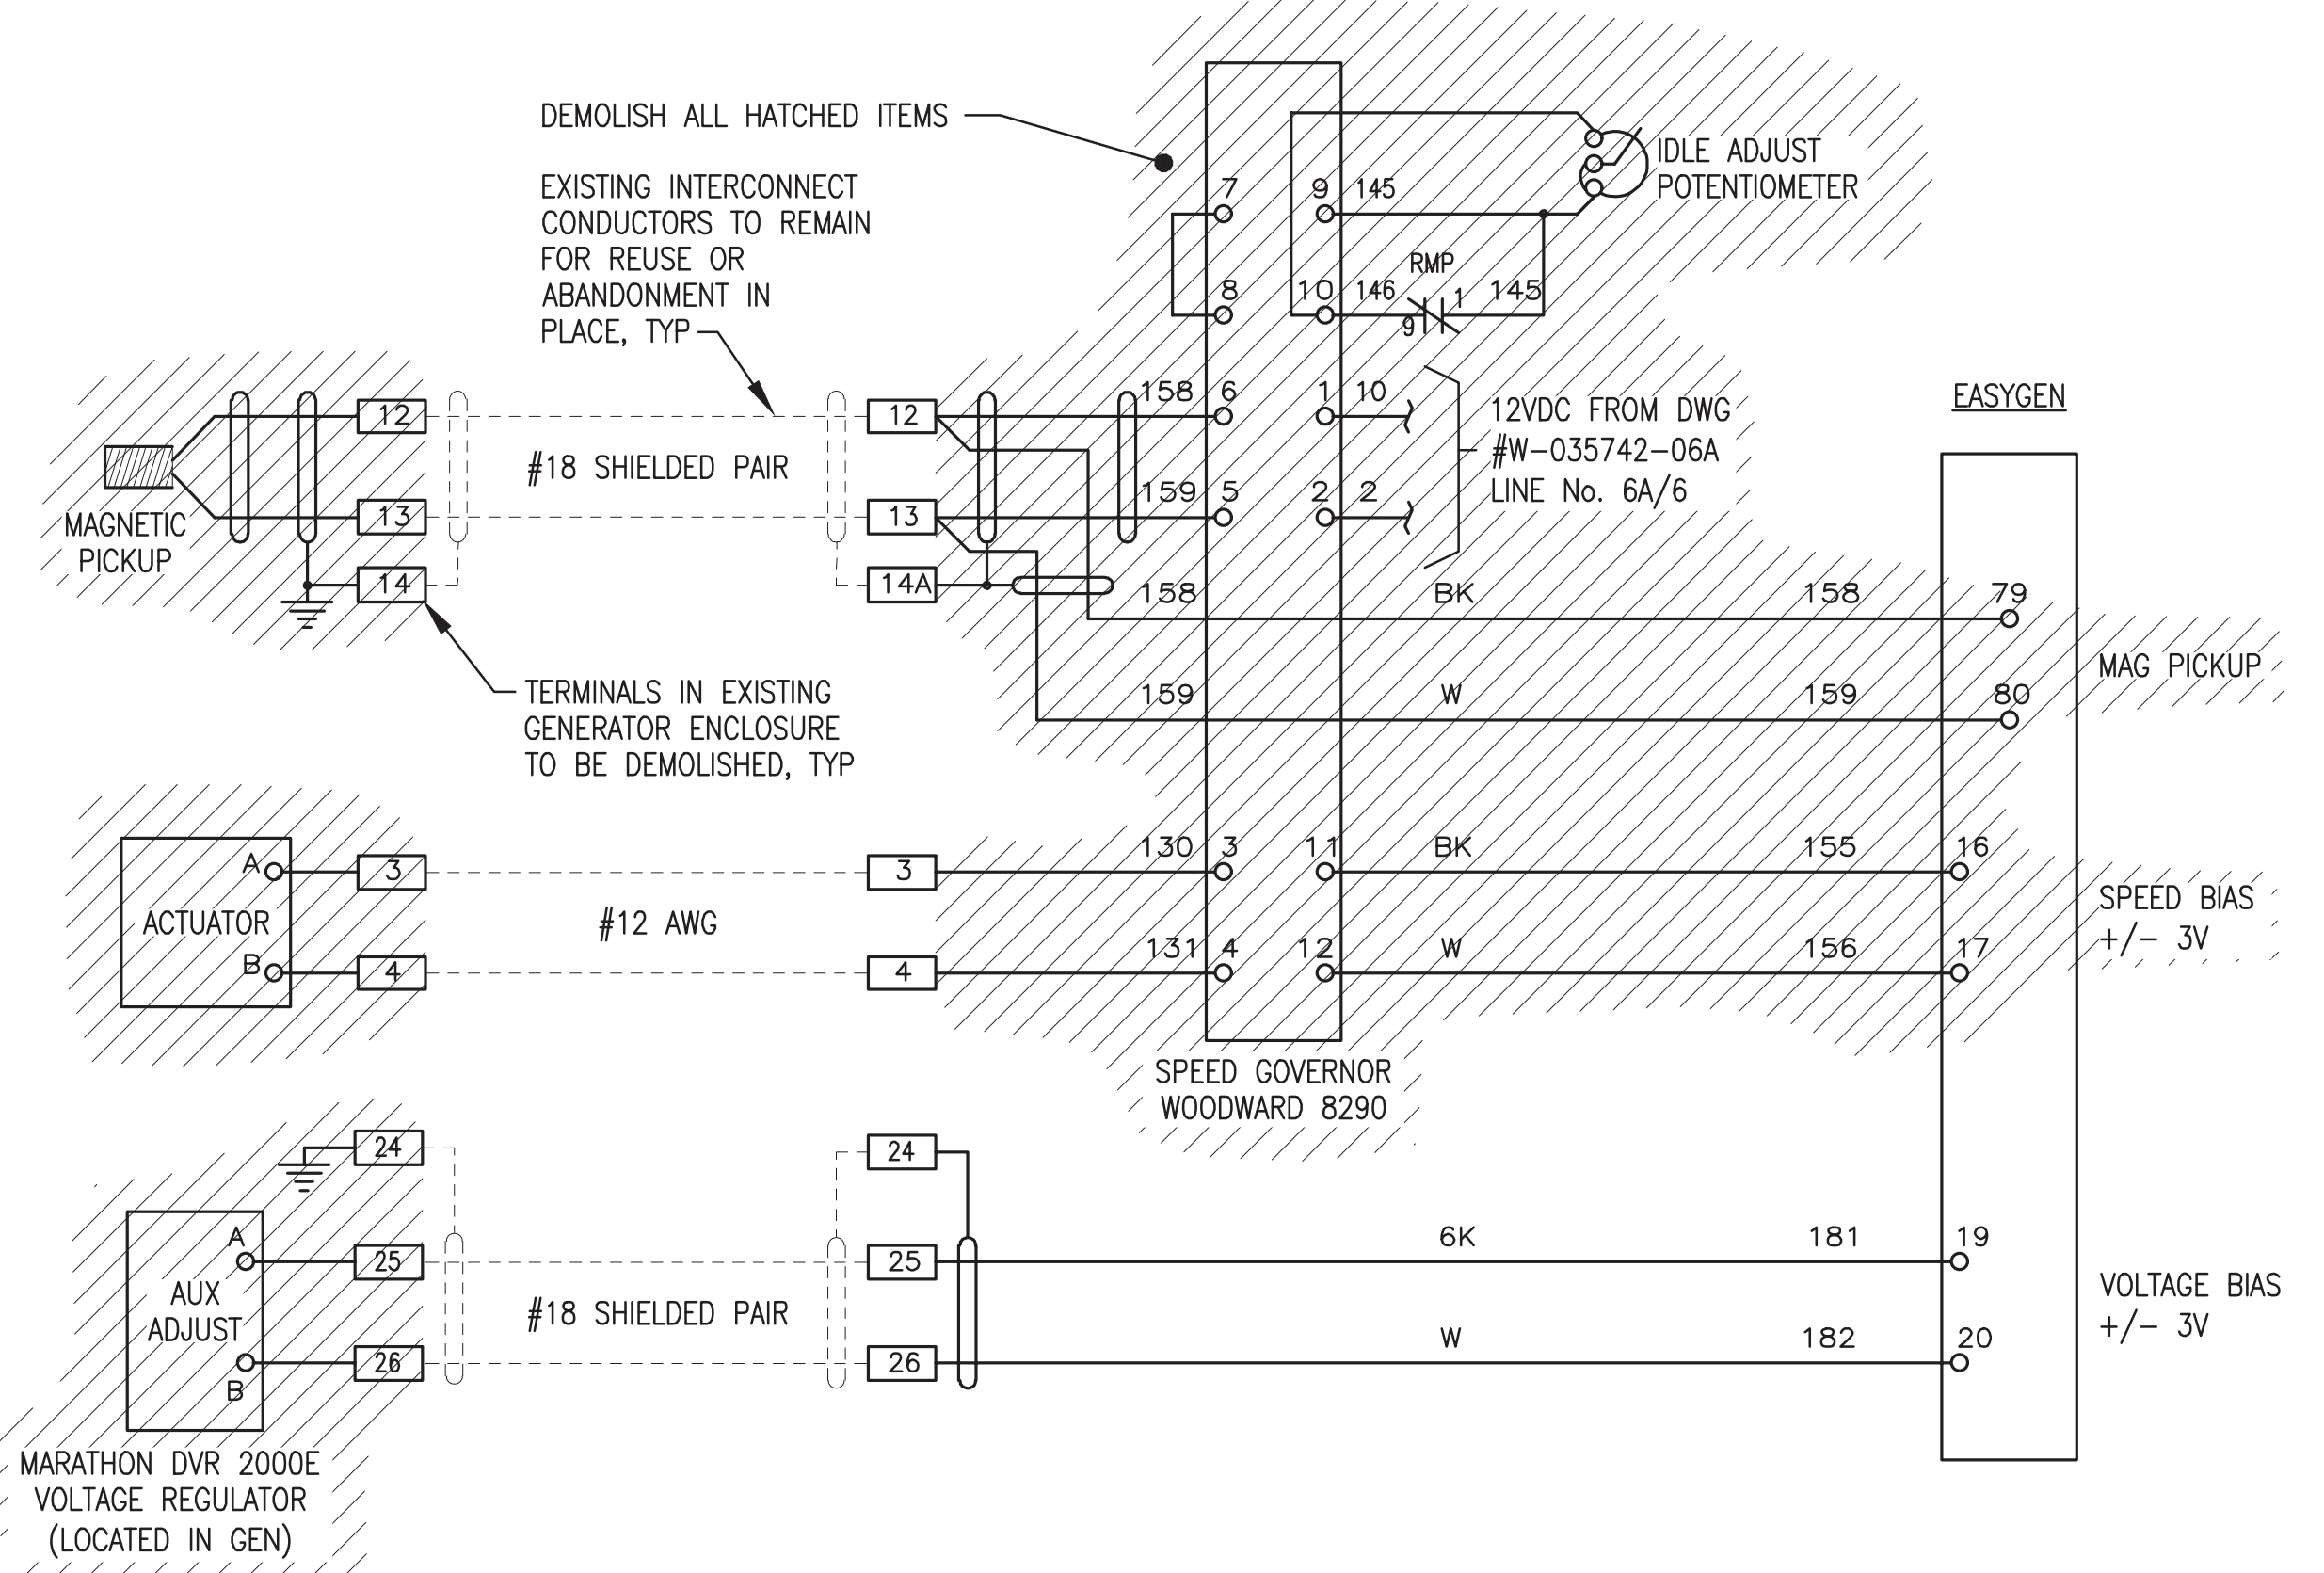 DEMOLISH ALL HATCHED ITEMS
EXISTING INTERCONNECT
CONDUCTORS TO REMAIN
FOR REUSE OR
ABANDONMENT IN
PLACE, TYP
7
9
145
IDLE ADJUST
POTENTIOMETER
RMP
8
10
146
9
1
145
12
#18 SHIELDED PAIR
12
158
6
1
10
12VDC FROM DWG
#W-035742-06A
LINE No. 6A/6
EASYGEN
MAGNETIC
PICKUP
13
13
159
5
2
2
14
14A
158
BK
158
79
MAG PICKUP
TERMINALS IN EXISTING
GENERATOR ENCLOSURE
TO BE DEMOLISHED, TYP
159
W
159
80
A
ACTUATOR
B
3
#12 AWG
3
130
3
11
BK
155
16
SPEED BIAS
+/- 3V
4
4
131
4
12
W
156
17
SPEED GOVERNOR
WOODWARD 8290
24
24
A
AUX
ADJUST
B
25
#18 SHIELDED PAIR
25
6K
181
19
VOLTAGE BIAS
+/- 3V
26
26
W
182
20
MARATHON DVR 2000E
VOLTAGE REGULATOR
(LOCATED IN GEN)